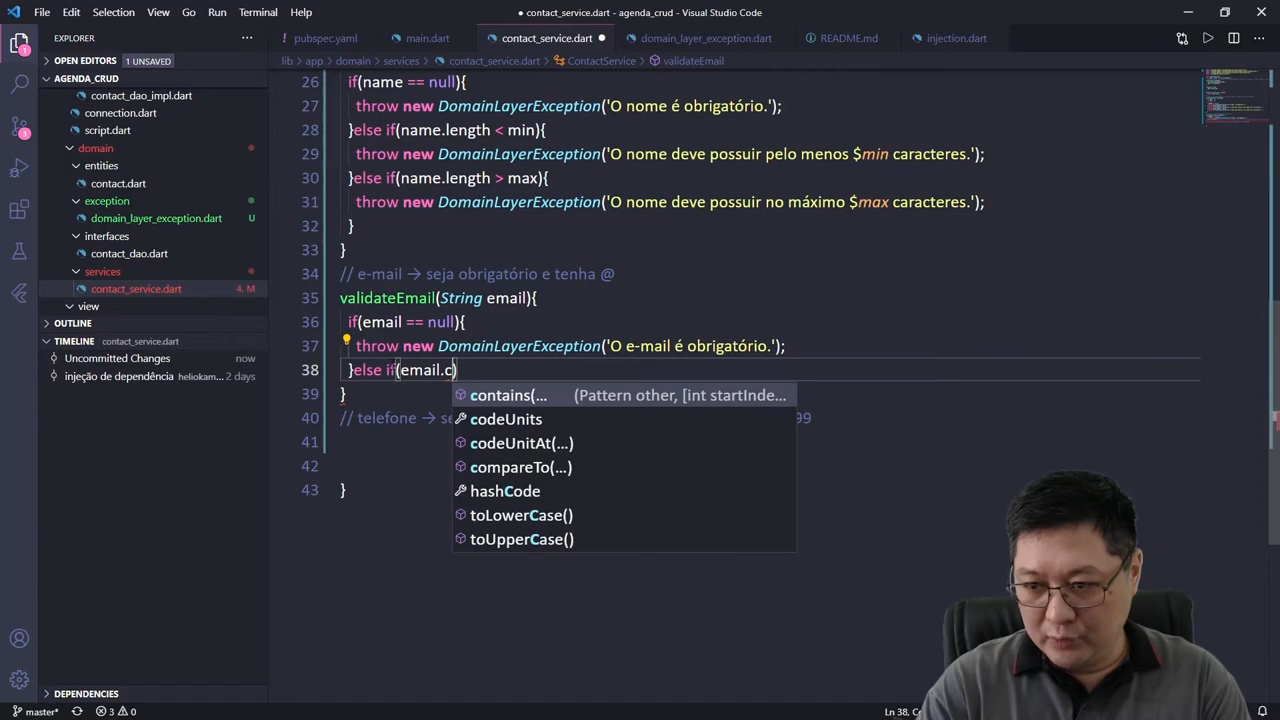 File Edit Selection View Go Run Terminal Help
● contact_service.dart - agenda_crud - Visual Studio Code
EXPLORER
pubspec.yaml main.dart contact_service.dart domain_layer_exception.dart README.md injection.dart
lib > app > domain > services > contact_service.dart > ContactService > validateEmail
OPEN EDITORS 1 UNSAVED
AGENDA_CRUD
contact_dao_impl.dart
connection.dart
script.dart
domain
entities
contact.dart
exception
domain_layer_exception.dart U
interfaces
contact_dao.dart
services
contact_service.dart 4, M
view
OUTLINE
TIMELINE contact_service.dart
Uncommitted Changes now
injeção de dependência heliokam... 2 days
DEPENDENCIES
26 if(name == null){
27 throw new DomainLayerException('O nome é obrigatório.');
28 }else if(name.length < min){
29 throw new DomainLayerException('O nome deve possuir pelo menos $min caracteres.');
30 }else if(name.length > max){
31 throw new DomainLayerException('O nome deve possuir no máximo $max caracteres.');
32 }
33 }
34 // e-mail -> seja obrigatório e tenha @
35 validateEmail(String email){
36 if(email == null){
37 throw new DomainLayerException('O e-mail é obrigatório.');
38 }else if(email.c)
39 }
40 // telefone -> se 99
41
42
43 }
contains(... (Pattern other, [int startInde...
codeUnits
codeUnitAt(...)
compareTo(...)
hashCode
toLowerCase()
toUpperCase()
1
3
master* 3 0
Ln 38,